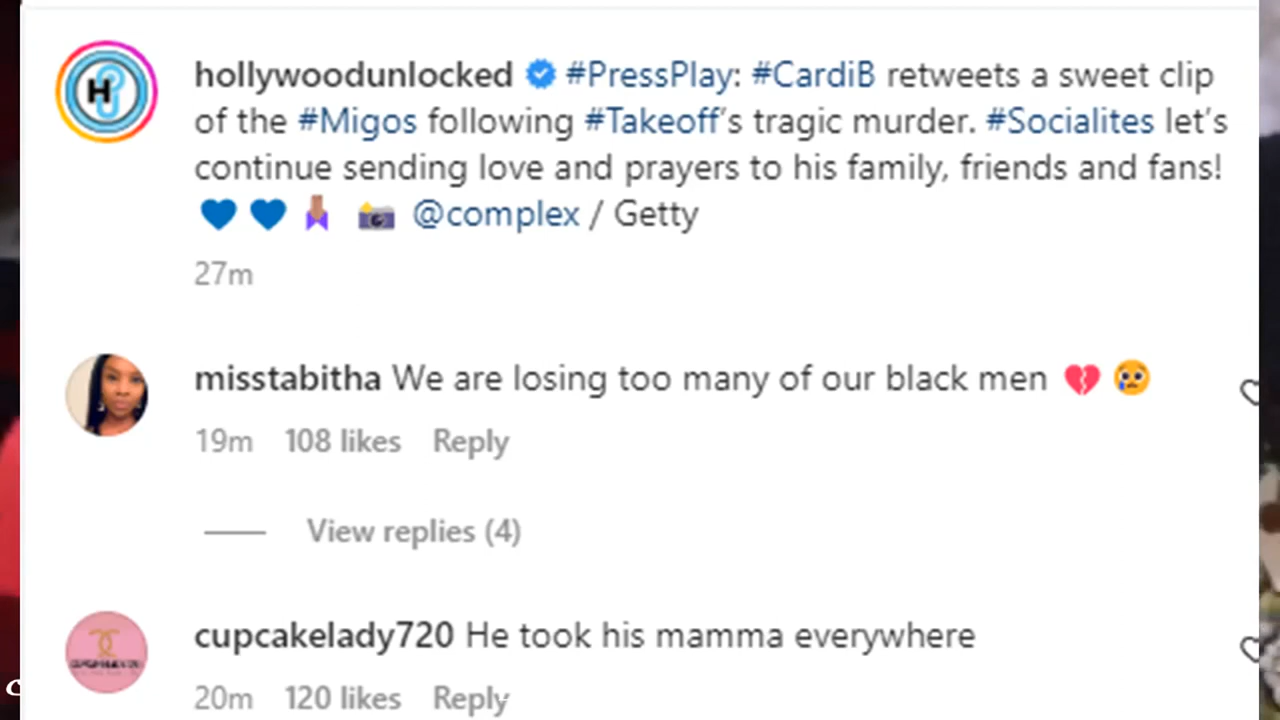 hollywoodunlocked #PressPlay: #CardiB retweets a sweet clip
of the #Migos following #Takeoff's tragic murder. #Socialites let's
continue sending love and prayers to his family, friends and fans!
💙 💙 🙏🏽 📸 @complex / Getty
27m
misstabitha We are losing too many of our black men 💔 😢
19m 108 likes Reply
View replies (4)
cupcakelady720 He took his mamma everywhere
20m 120 likes Reply